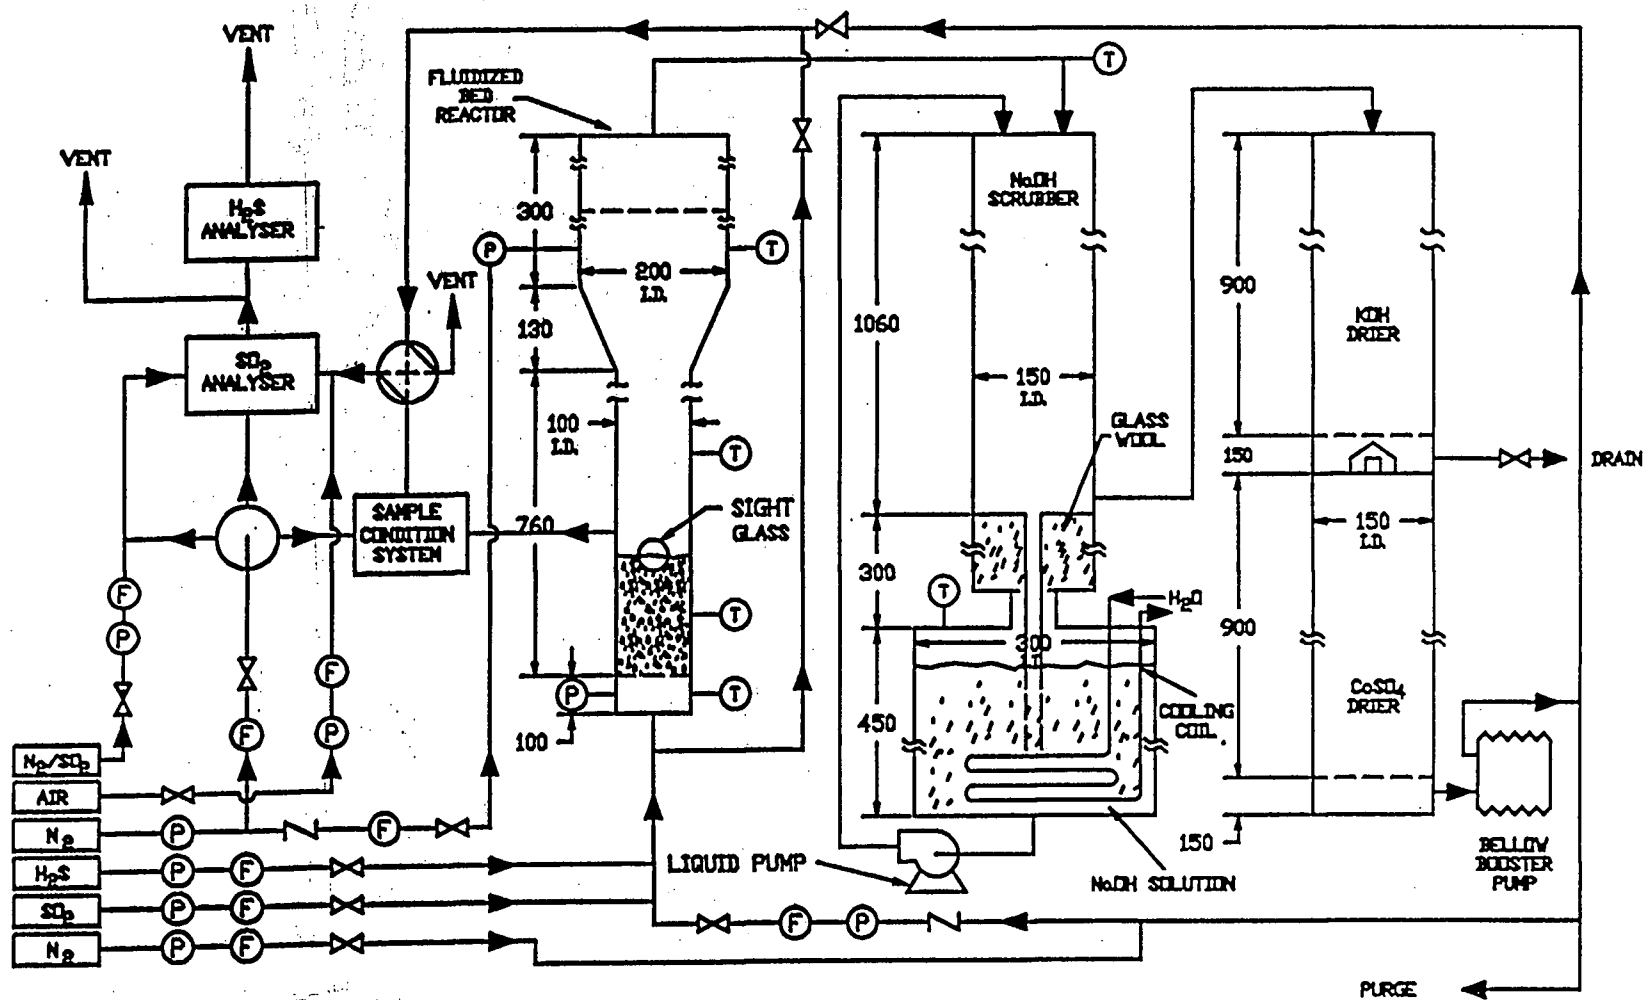 VENT
FLUIDIZED
BED
REACTOR
T
VENT
H2S
ANALYSER
300
P
T
200
I.D.
VENT
130
SO2
ANALYSER
100
I.D.
T
760
SIGHT
GLASS
SAMPLE
CONDITION
SYSTEM
F
P
F
T
P
T
100
F
P
N2/SO2
AIR
N2
P
F
H2S
P
F
SO2
P
F
N2
P
F
F
P
NaOH
SCRUBBER
1060
150
I.D.
GLASS
WOOL
300
T
H2O
300
450
COOLING
COIL
LIQUID PUMP
NaOH SOLUTION
900
KOH
DRIER
150
DRAIN
150
I.D.
900
CaSO4
DRIER
150
BELLOW
BOOSTER
PUMP
PURGE